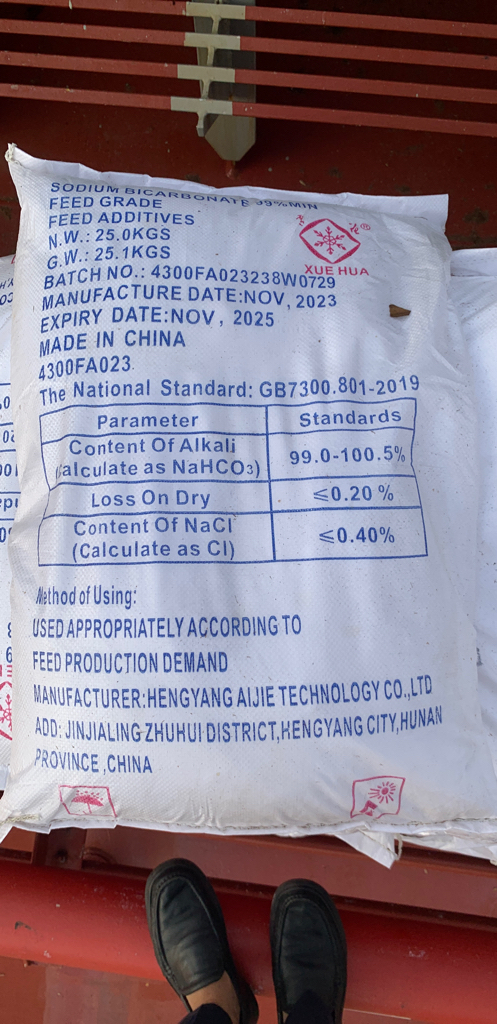 SODIUM BICARBONATE 99%MIN
FEED GRADE
FEED ADDITIVES
N.W.: 25.0KGS
G.W.: 25.1KGS
BATCH NO.: 4300FA023238W0729
MANUFACTURE DATE:NOV, 2023
EXPIRY DATE:NOV, 2025
MADE IN CHINA
4300FA023
®
XUE HUA
The National Standard: GB7300.801-2019
Parameter Standards
Content Of Alkali
(Calculate as NaHCO₃) 99.0-100.5%
Loss On Dry ⩽0.20 %
Content Of NaCl
(Calculate as Cl) ⩽0.40%
Method of Using:
USED APPROPRIATELY ACCORDING TO
FEED PRODUCTION DEMAND
MANUFACTURER:HENGYANG AIJIE TECHNOLOGY CO.,LTD
ADD: JINJIALING ZHUHUI DISTRICT,HENGYANG CITY,HUNAN
PROVINCE ,CHINA